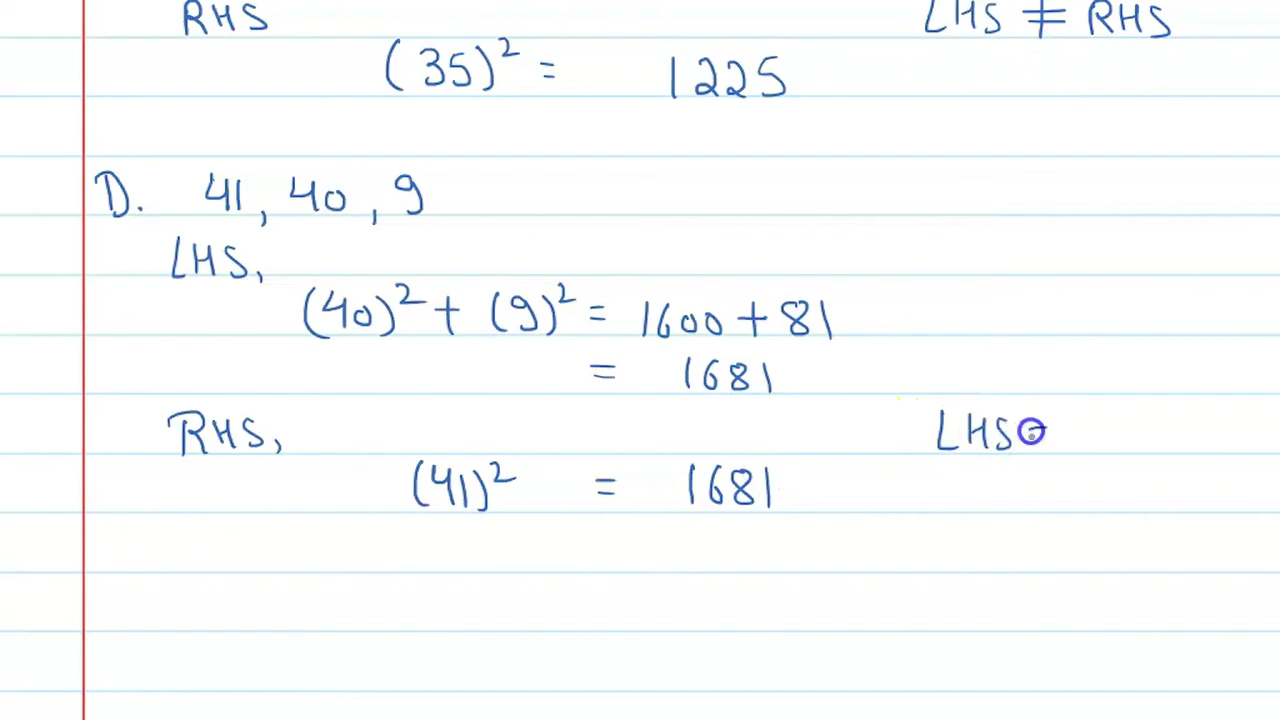 RHS LHS ≠ RHS
(35)² = 1225
D. 41, 40, 9
LHS,
(40)² + (9)² = 1600 + 81
= 1681
RHS, LHS =
(41)² = 1681